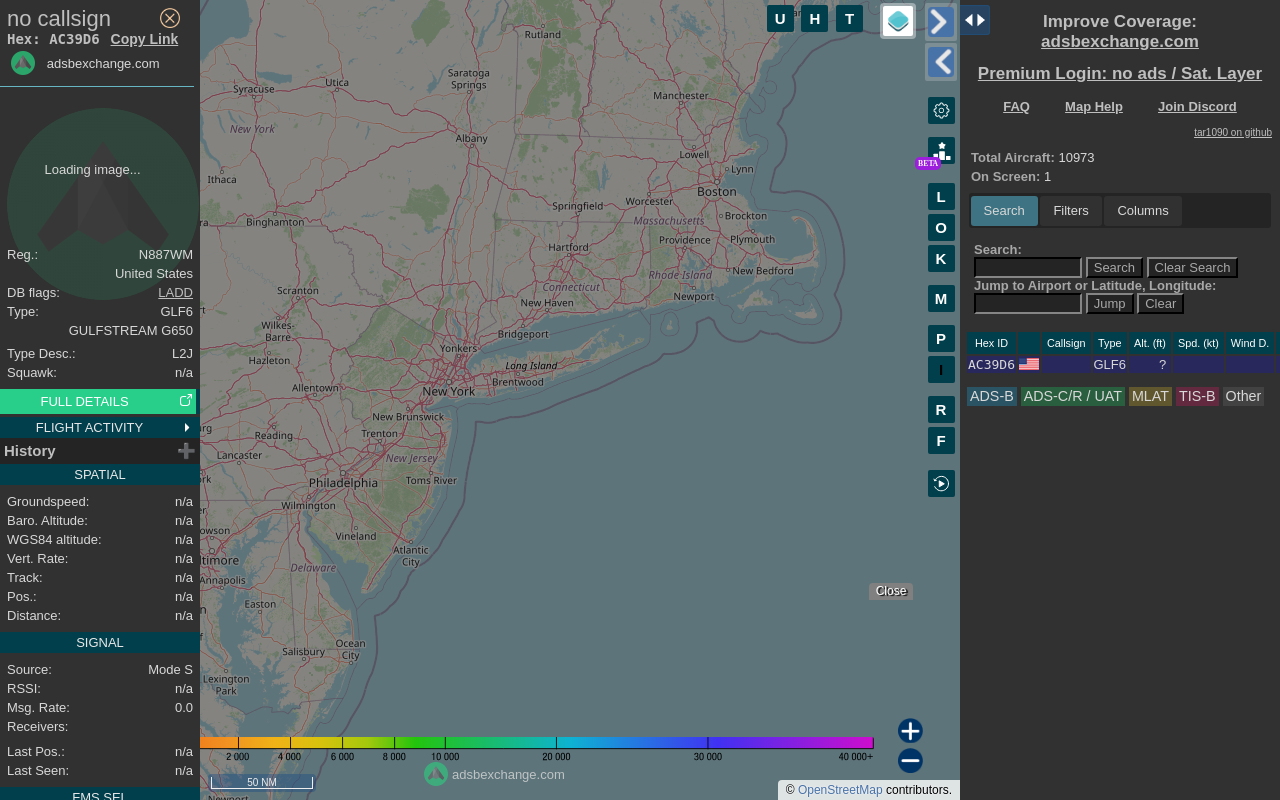 no callsign
Hex: AC39D6 Copy Link
adsbexchange.com
Loading image...
Reg.: N887WM
United States
DB flags: LADD
Type: GLF6
GULFSTREAM G650
Type Desc.: L2J
Squawk: n/a
FULL DETAILS
FLIGHT ACTIVITY
History
SPATIAL
Groundspeed: n/a
Baro. Altitude: n/a
WGS84 altitude: n/a
Vert. Rate: n/a
Track: n/a
Pos.: n/a
Distance: n/a
SIGNAL
Source: Mode S
RSSI: n/a
Msg. Rate: 0.0
Receivers:
Last Pos.: n/a
Last Seen: n/a
FMS SEL
Rutland
Utica
Saratoga
Springs
Syracuse
Manchester
New York
Albany
Lowell
Lynn
Ithaca
Boston
Worcester
Springfield
Massachusetts
Brockton
Binghamton
Providence
Plymouth
Hartford
Rhode Island
New Bedford
Connecticut
Scranton
Newport
New Haven
Wilkes-
Barre
Bridgeport
Yonkers
Hazleton
Long Island
Brentwood
Allentown
New York
New Brunswick
Reading
Trenton
Lancaster
New Jersey
Philadelphia
Toms River
Wilmington
Vineland
Atlantic
City
ltimore
Delaware
Annapolis
Easton
Ocean
City
Salisbury
Lexington
Park
Newport
U H T
BETA
L
O
K
M
P
I
R
F
Close
2 000 4 000 6 000 8 000 10 000 20 000 30 000 40 000+
50 NM
adsbexchange.com
© OpenStreetMap contributors.
Improve Coverage:
adsbexchange.com
Premium Login: no ads / Sat. Layer
FAQ Map Help Join Discord
tar1090 on github
Total Aircraft: 10973
On Screen: 1
Search Filters Columns
Search:
Search Clear Search
Jump to Airport or Latitude, Longitude:
Jump Clear
Hex ID Callsign Type Alt. (ft) Spd. (kt) Wind D.
AC39D6 GLF6 ?
ADS-B ADS-C/R / UAT MLAT TIS-B Other